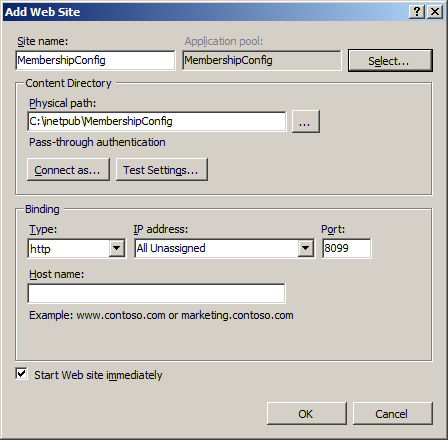 Add Web Site
Site name:
Application pool:
MembershipConfig
MembershipConfig
Select...
Content Directory
Physical path:
C:\inetpub\MembershipConfig
...
Pass-through authentication
Connect as...
Test Settings...
Binding
Type:
IP address:
Port:
http
All Unassigned
8099
Host name:
Example: www.contoso.com or marketing.contoso.com
Start Web site immediately
OK
Cancel